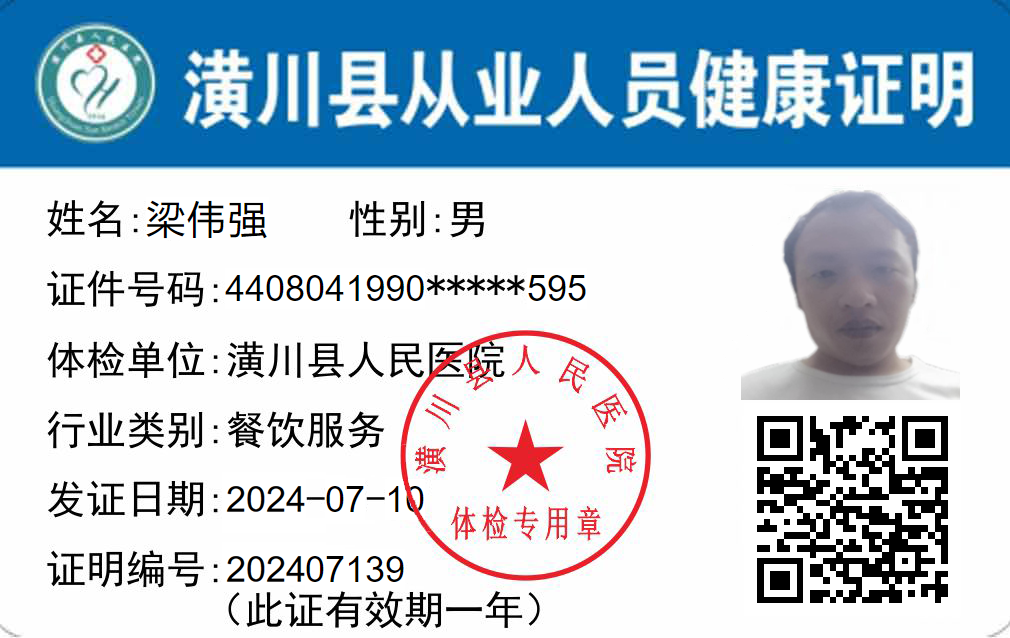 潢川县从业人员健康证明
姓名:梁伟强 性别:男
证件号码:4408041990*****595
体检单位:潢川县人民医院
行业类别:餐饮服务
发证日期:2024-07-10
证明编号:202407139
（此证有效期一年）
潢川县人民医院
体检专用章